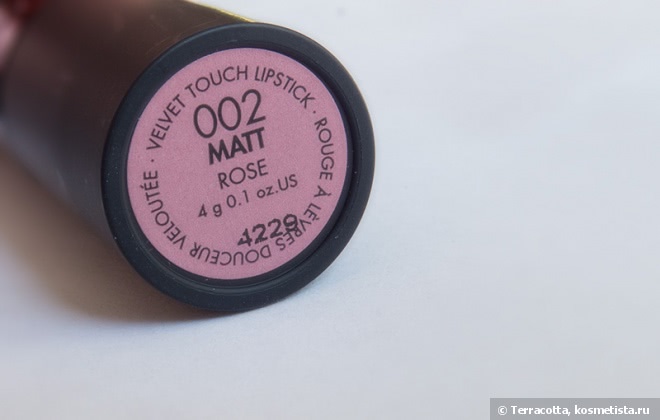 VELVET TOUCH LIPSTICK · ROUGE À LÈVRES DOUCEUR VELOUTÉE ·
002
MATT
ROSE
4 g 0.1 oz.US
4229
© Terracotta, kosmetista.ru